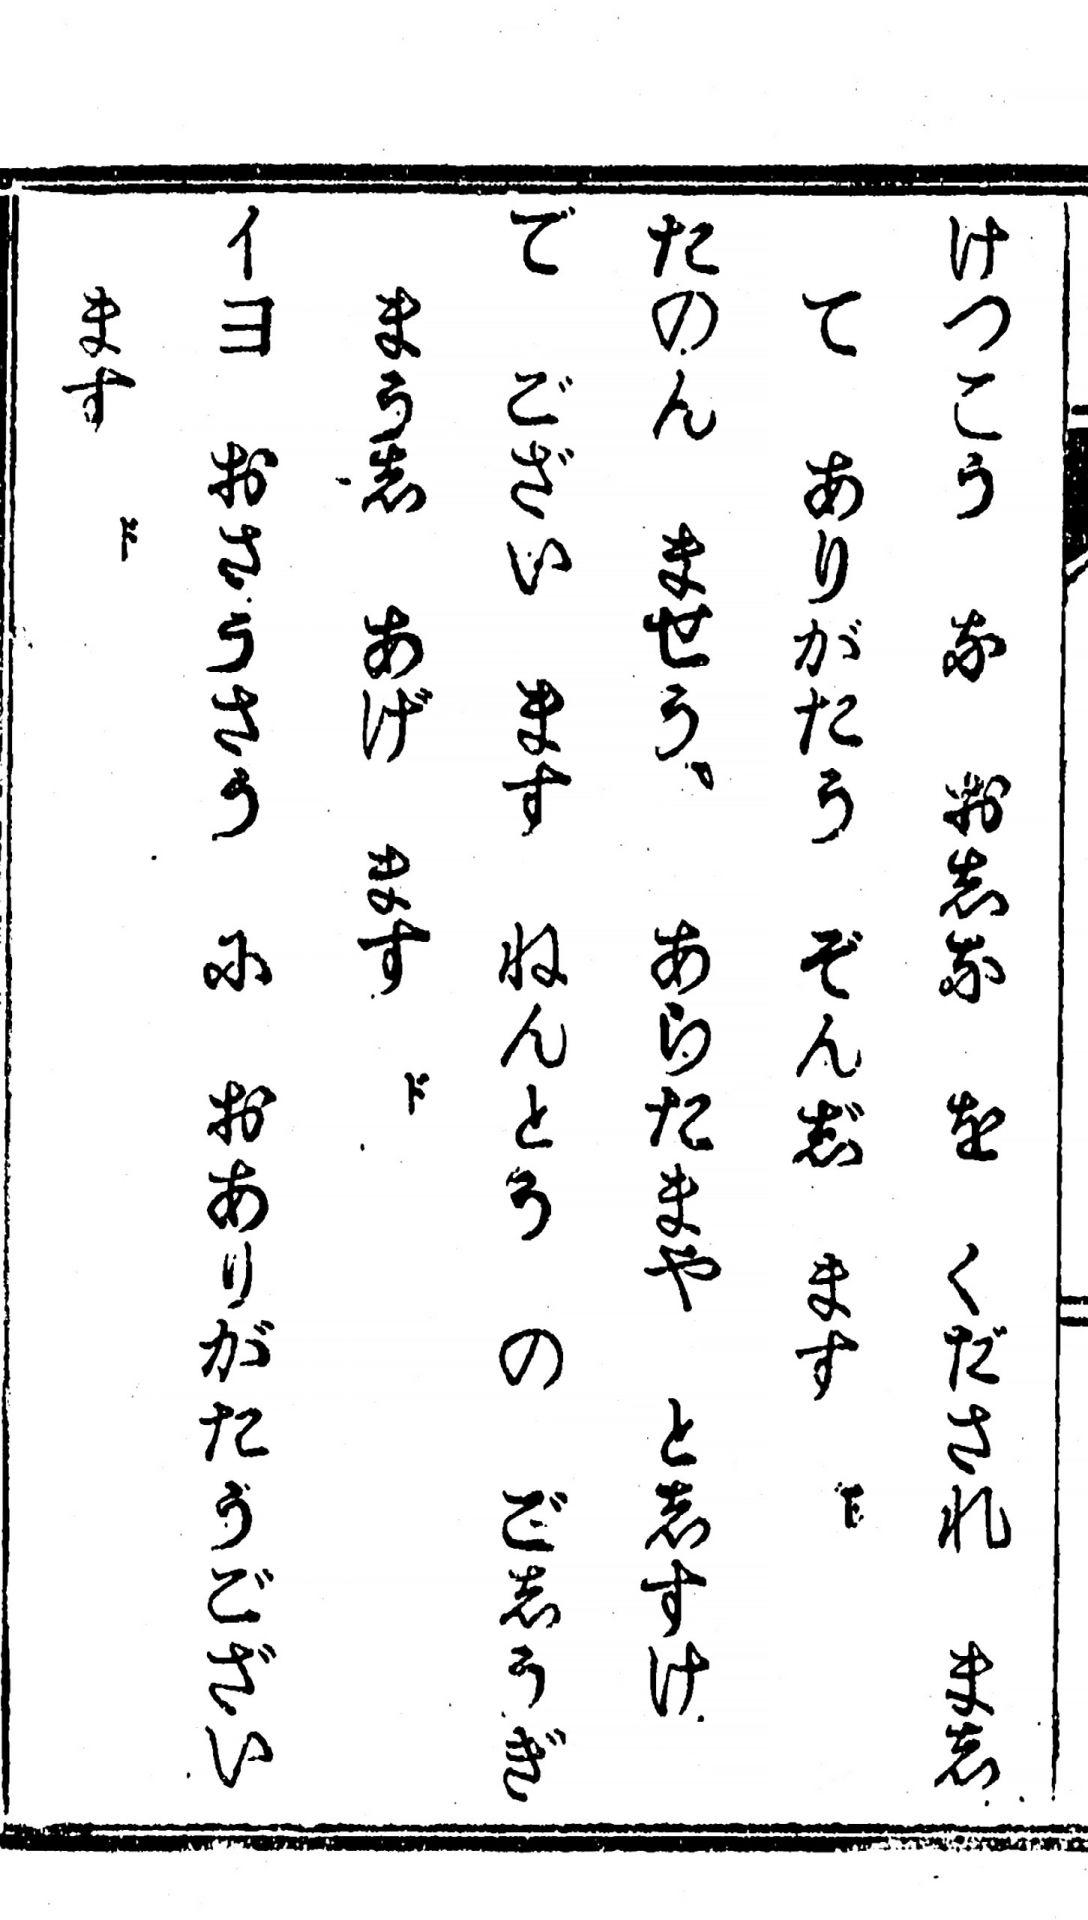 けつこう な おしな を くだされ まし
て ありがたう ぞんじ ます ド
たのん ませう、 あらたまや としすけ
で ござい ます ねんとう の ごしうぎ
まうし あげ ます ド
イヨ おさうさう に おありがたうござい
ます ド